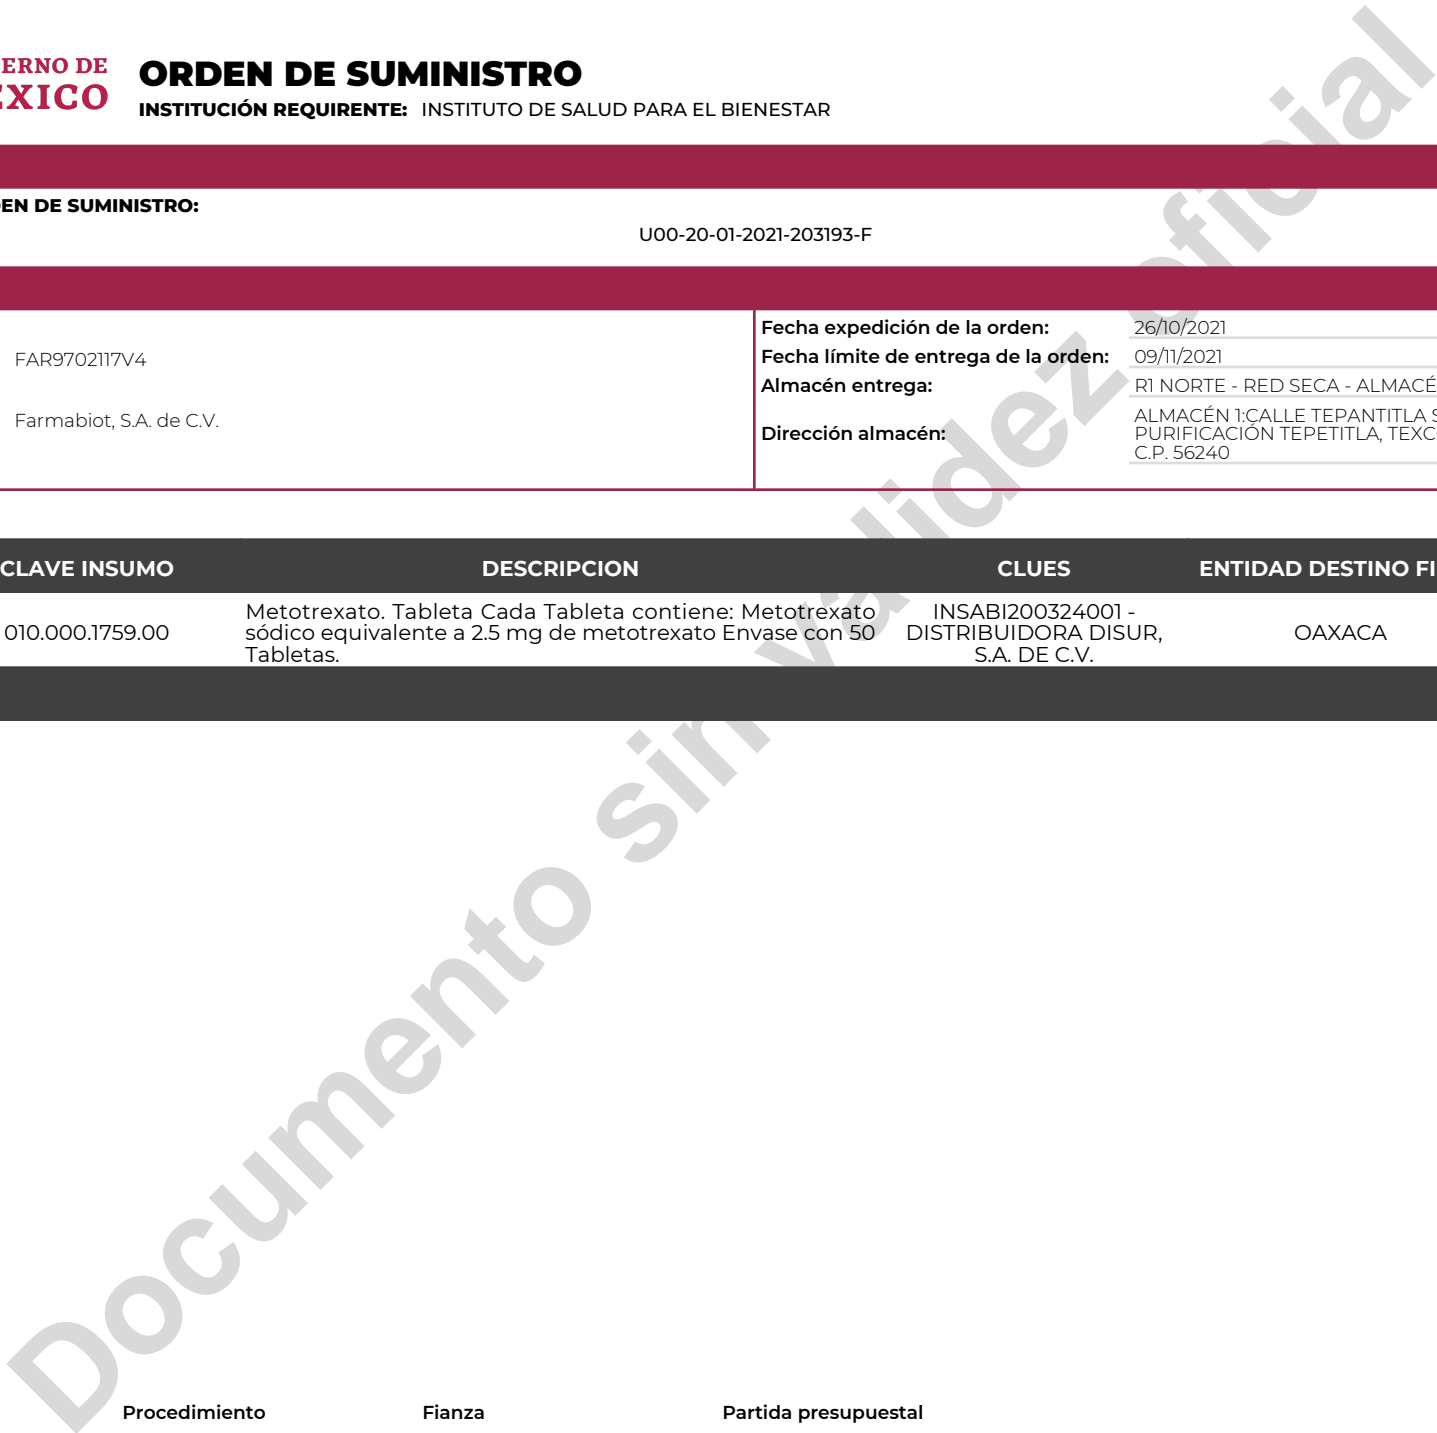 ERNO DE
ÉXICO
ORDEN DE SUMINISTRO
INSTITUCIÓN REQUIRENTE: INSTITUTO DE SALUD PARA EL BIENESTAR
EN DE SUMINISTRO:
U00-20-01-2021-203193-F
FAR9702117V4
Farmabiot, S.A. de C.V.
Fecha expedición de la orden: 26/10/2021
Fecha límite de entrega de la orden: 09/11/2021
Almacén entrega: R1 NORTE - RED SECA - ALMACÉ
Dirección almacén: ALMACÉN 1:CALLE TEPANTITLA S
PURIFICACIÓN TEPETITLA, TEXC
C.P. 56240
CLAVE INSUMO DESCRIPCION CLUES ENTIDAD DESTINO FI
010.000.1759.00
Metotrexato. Tableta Cada Tableta contiene: Metotrexato
sódico equivalente a 2.5 mg de metotrexato Envase con 50
Tabletas.
INSABI200324001 -
DISTRIBUIDORA DISUR,
S.A. DE C.V.
OAXACA
Documento sin validez oficial
Procedimiento Fianza Partida presupuestal